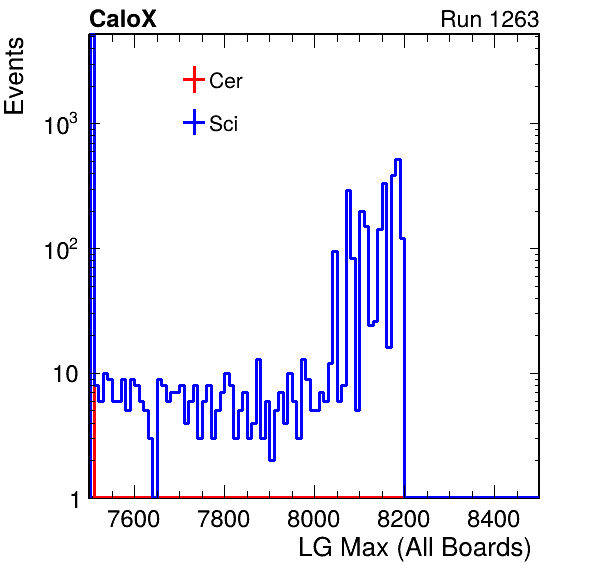 CaloX Run 1263
Events
Cer
Sci
10³
10²
10
1
7600 7800 8000 8200 8400
LG Max (All Boards)